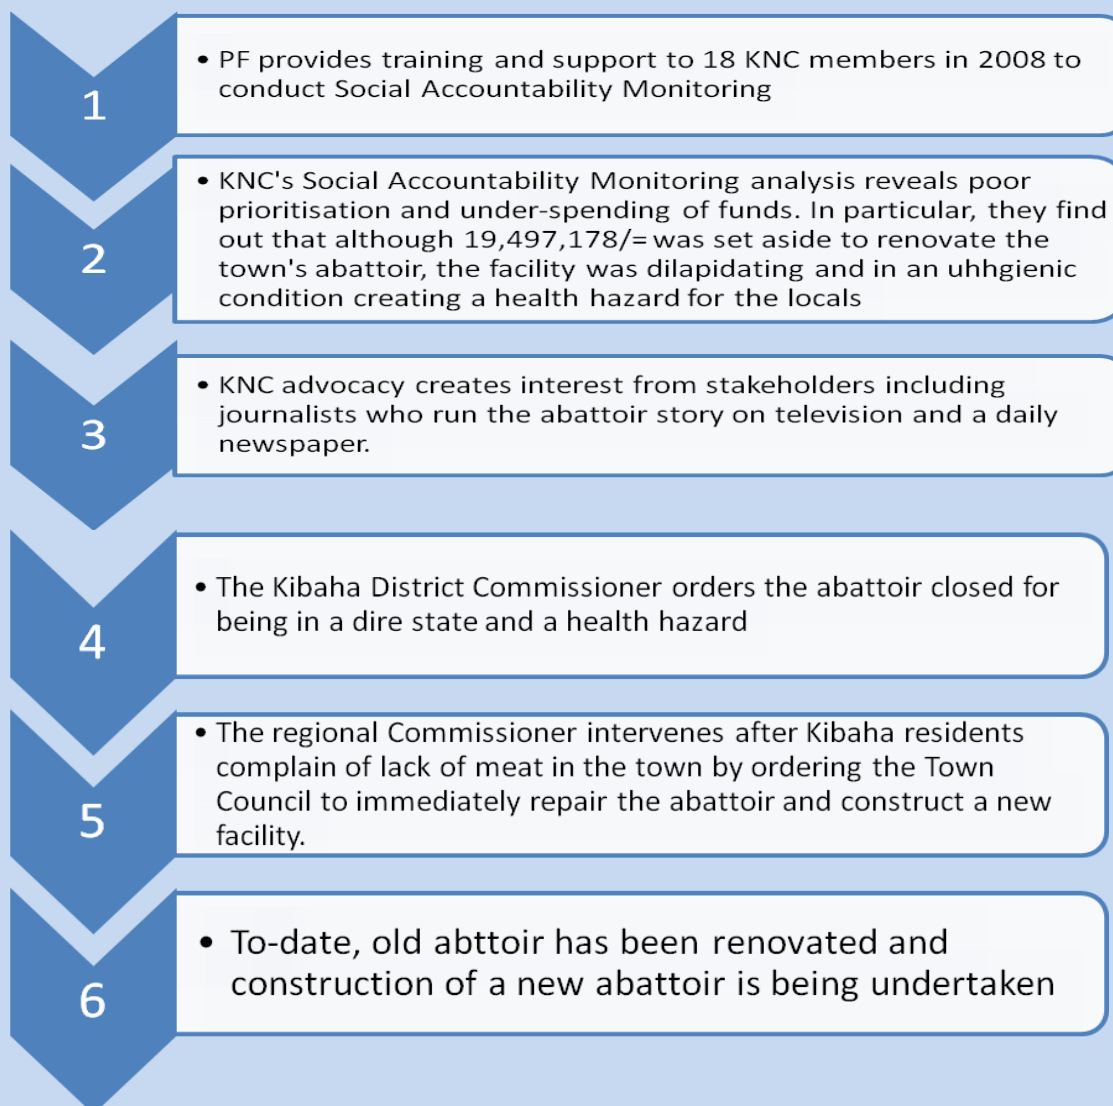 1
• PF provides training and support to 18 KNC members in 2008 to
conduct Social Accountability Monitoring
2
• KNC's Social Accountability Monitoring analysis reveals poor
prioritisation and under-spending of funds. In particular, they find
out that although 19,497,178/= was set aside to renovate the
town's abattoir, the facility was dilapidating and in an uhhgienic
condition creating a health hazard for the locals
3
• KNC advocacy creates interest from stakeholders including
journalists who run the abattoir story on television and a daily
newspaper.
4
• The Kibaha District Commissioner orders the abattoir closed for
being in a dire state and a health hazard
5
• The regional Commissioner intervenes after Kibaha residents
complain of lack of meat in the town by ordering the Town
Council to immediately repair the abattoir and construct a new
facility.
6
• To-date, old abttoir has been renovated and
construction of a new abattoir is being undertaken